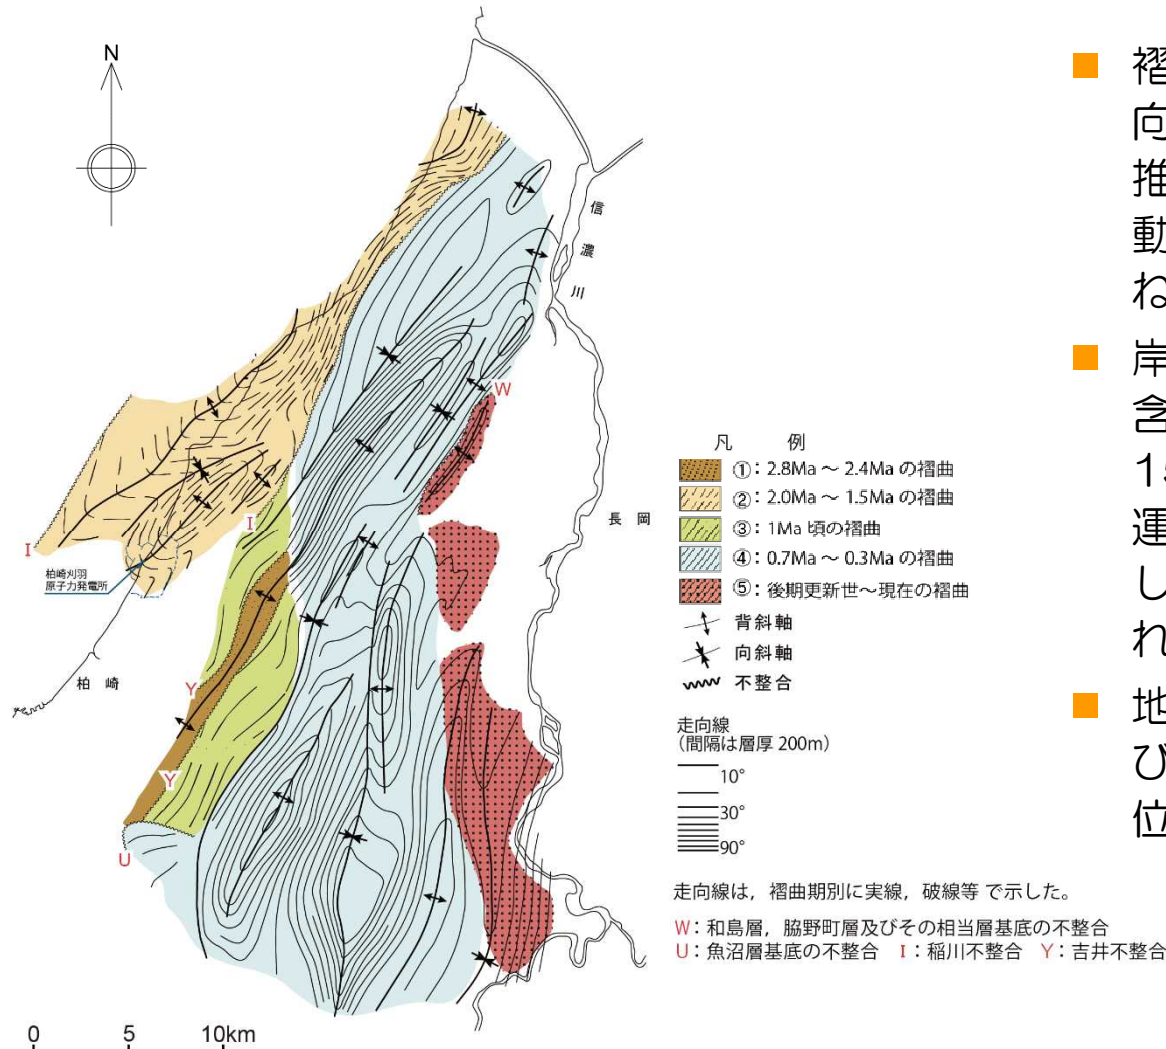 N
信
濃
川
W
I
I
柏崎刈羽
原子力発電所
柏 崎
Y
Y
U
長 岡
0 5 10km
凡 例
①：2.8Ma ～ 2.4Ma の褶曲
②：2.0Ma ～ 1.5Ma の褶曲
③：1Ma 頃の褶曲
④：0.7Ma～0.3Ma の褶曲
⑤：後期更新世～現在の褶曲
背斜軸
向斜軸
不整合
走向線
(間隔は層厚 200m)
10°
30°
90°
走向線は，褶曲期別に実線，破線等 で示した。
W：和島層，脇野町層及びその相当層基底の不整合
U：魚沼層基底の不整合 I：稲川不整合 Y：吉井不整合
■ 褶
向
推
動
ね
■ 岸
含
15
運
し
れ
■ 地
び
位